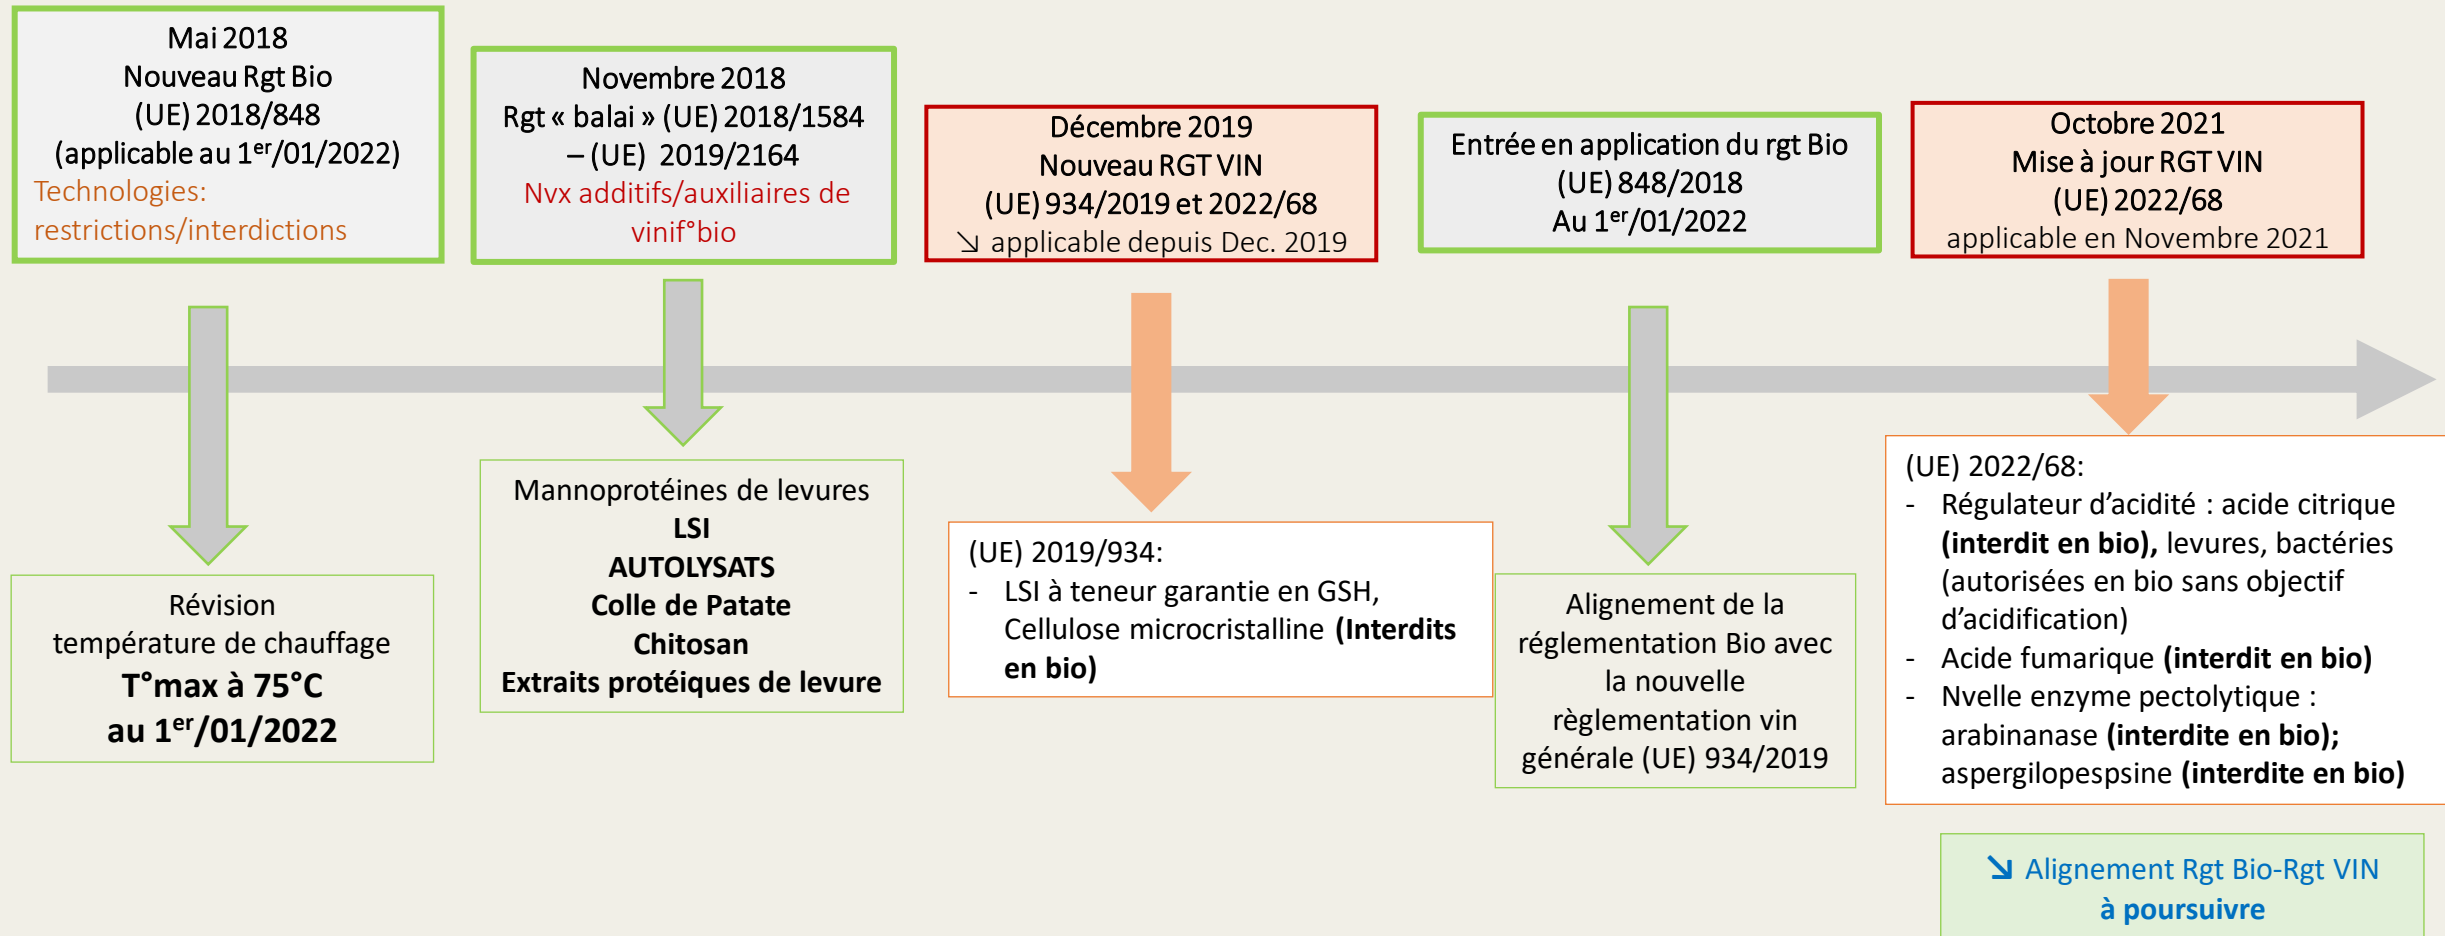 Mai 2018
Nouveau Rgt Bio
(UE) 2018/848
(applicable au 1er/01/2022)
Technologies:
restrictions/interdictions
Novembre 2018
Rgt « balai » (UE) 2018/1584
– (UE) 2019/2164
Nvx additifs/auxiliaires de
vinif°bio
Décembre 2019
Nouveau RGT VIN
(UE) 934/2019 et 2022/68
↘ applicable depuis Dec. 2019
Entrée en application du rgt Bio
(UE) 848/2018
Au 1er/01/2022
Octobre 2021
Mise à jour RGT VIN
(UE) 2022/68
applicable en Novembre 2021
Révision
température de chauffage
T°max à 75°C
au 1er/01/2022
Mannoprotéines de levures
LSI
AUTOLYSATS
Colle de Patate
Chitosan
Extraits protéiques de levure
(UE) 2019/934:
- LSI à teneur garantie en GSH,
Cellulose microcristalline (Interdits
en bio)
Alignement de la
réglementation Bio avec
la nouvelle
règlementation vin
générale (UE) 934/2019
(UE) 2022/68:
- Régulateur d’acidité : acide citrique
(interdit en bio), levures, bactéries
(autorisées en bio sans objectif
d’acidification)
- Acide fumarique (interdit en bio)
- Nvelle enzyme pectolytique :
arabinanase (interdite en bio);
aspergilopespsine (interdite en bio)
↘ Alignement Rgt Bio-Rgt VIN
à poursuivre